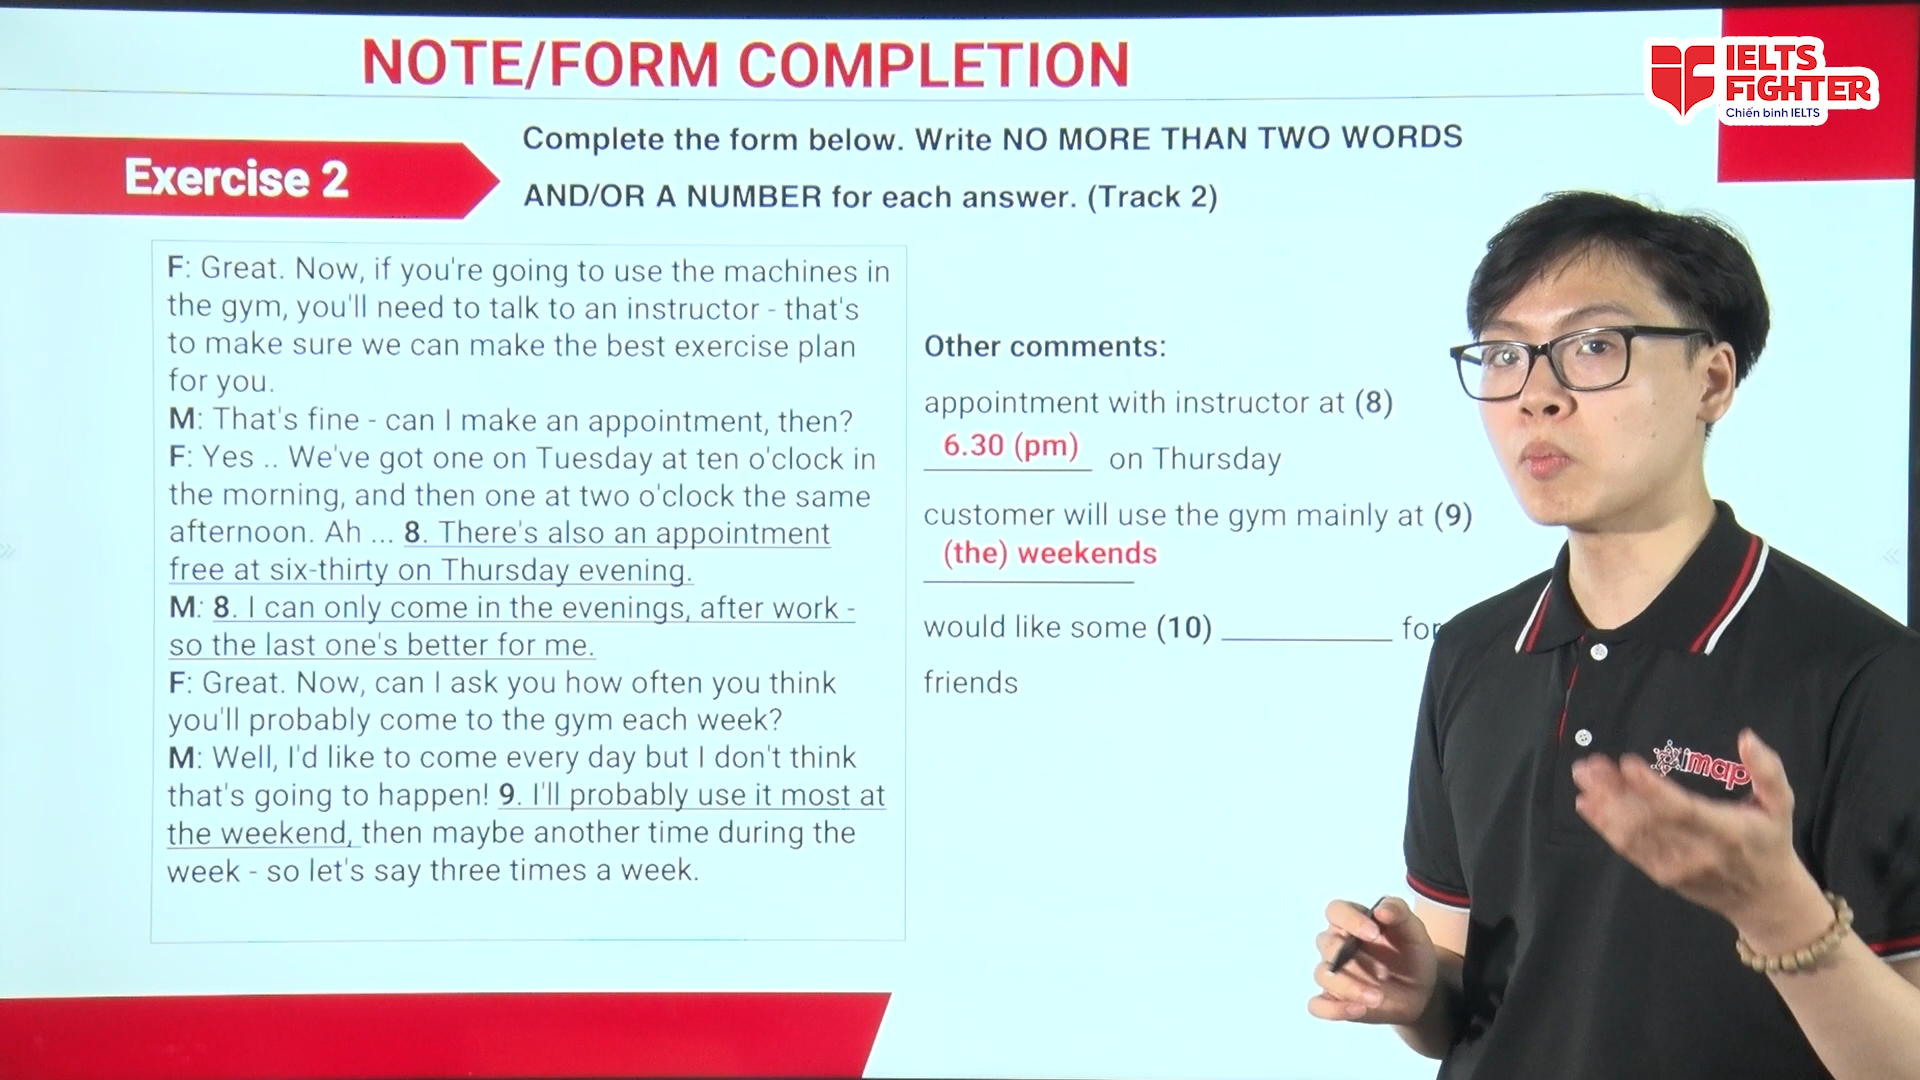 NOTE/FORM COMPLETION
IELTS
FIGHTER
Chiến binh IELTS
Exercise 2
Complete the form below. Write NO MORE THAN TWO WORDS
AND/OR A NUMBER for each answer. (Track 2)
F: Great. Now, if you're going to use the machines in
the gym, you'll need to talk to an instructor - that's
to make sure we can make the best exercise plan
for you.
M: That's fine - can I make an appointment, then?
F: Yes .. We've got one on Tuesday at ten o'clock in
the morning, and then one at two o'clock the same
afternoon. Ah ... 8. There's also an appointment
free at six-thirty on Thursday evening.
M: 8. I can only come in the evenings, after work -
so the last one's better for me.
F: Great. Now, can I ask you how often you think
you'll probably come to the gym each week?
M: Well, I'd like to come every day but I don't think
that's going to happen! 9. I'll probably use it most at
the weekend, then maybe another time during the
week - so let's say three times a week.
Other comments:
appointment with instructor at (8)
6.30 (pm) on Thursday
customer will use the gym mainly at (9)
(the) weekends
would like some (10) __________ for
friends
imap